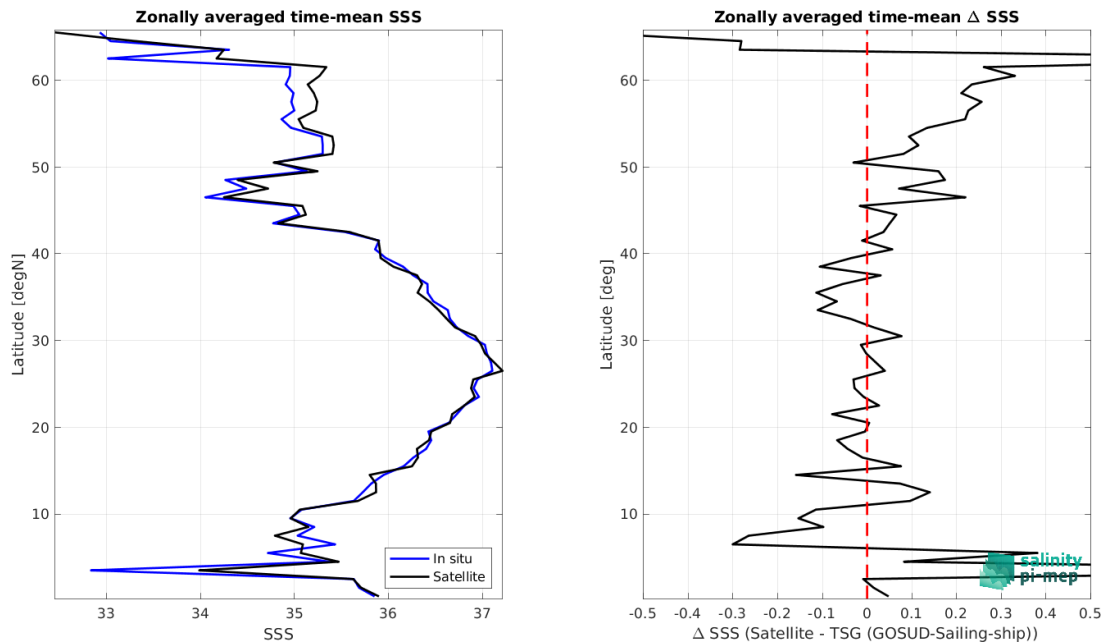 Zonally averaged time-mean SSS
60
50
40
30
20
10
Latitude [degN]
33
34
35
36
37
SSS
In situ
Satellite
Zonally averaged time-mean Δ SSS
60
50
40
30
20
10
Latitude [deg]
-0.5
-0.4
-0.3
-0.2
-0.1
0
0.1
0.2
0.3
0.4
0.5
Δ SSS (Satellite - TSG (GOSUD-Sailing-ship))
salinity
pi-mep